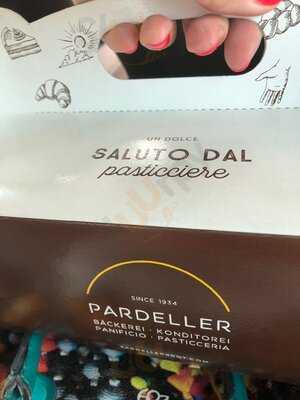 UN DOLCE
SALUTO DAL
pasticciere
SINCE 1934
PARDELLER
BÄCKEREI · KONDITOREI
PANIFICIO · PASTICCERIA